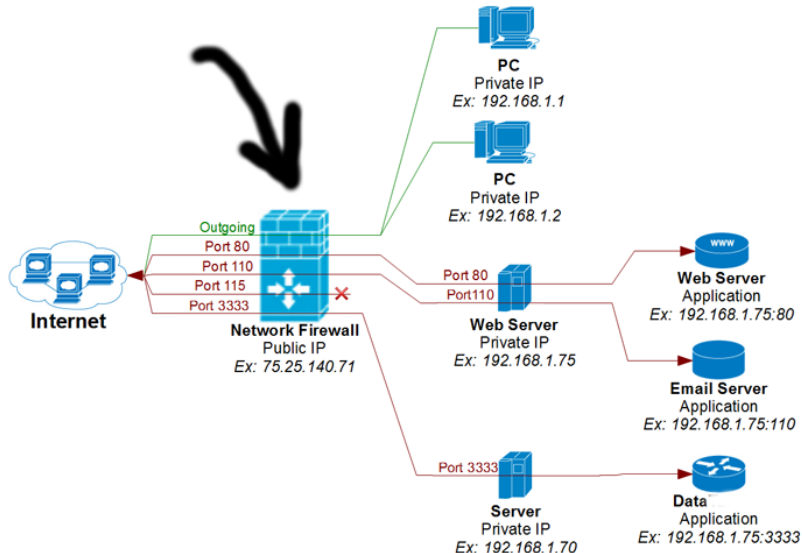 PC
Private IP
Ex: 192.168.1.1
PC
Private IP
Ex: 192.168.1.2
Outgoing
Port 80
Port 110
Port 115
Port 3333
Internet
Network Firewall
Public IP
Ex: 75.25.140.71
Port 80
Port110
Web Server
Private IP
Ex: 192.168.1.75
www
Web Server
Application
Ex: 192.168.1.75:80
Email Server
Application
Ex: 192.168.1.75:110
Port 3333
Server
Private IP
Ex: 192.168.1.70
Data
Application
Ex: 192.168.1.75:3333